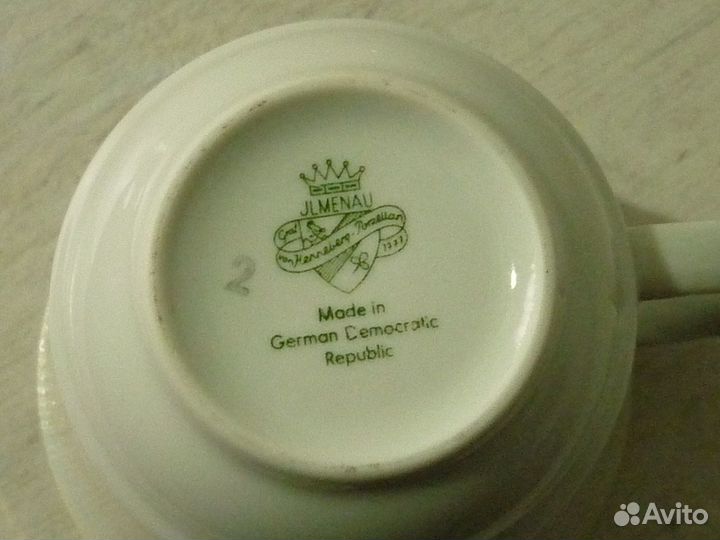 JLMENAU
Graf
von Henneberg Porzellan
1777
2
Made in
German Democratic
Republic
Avito